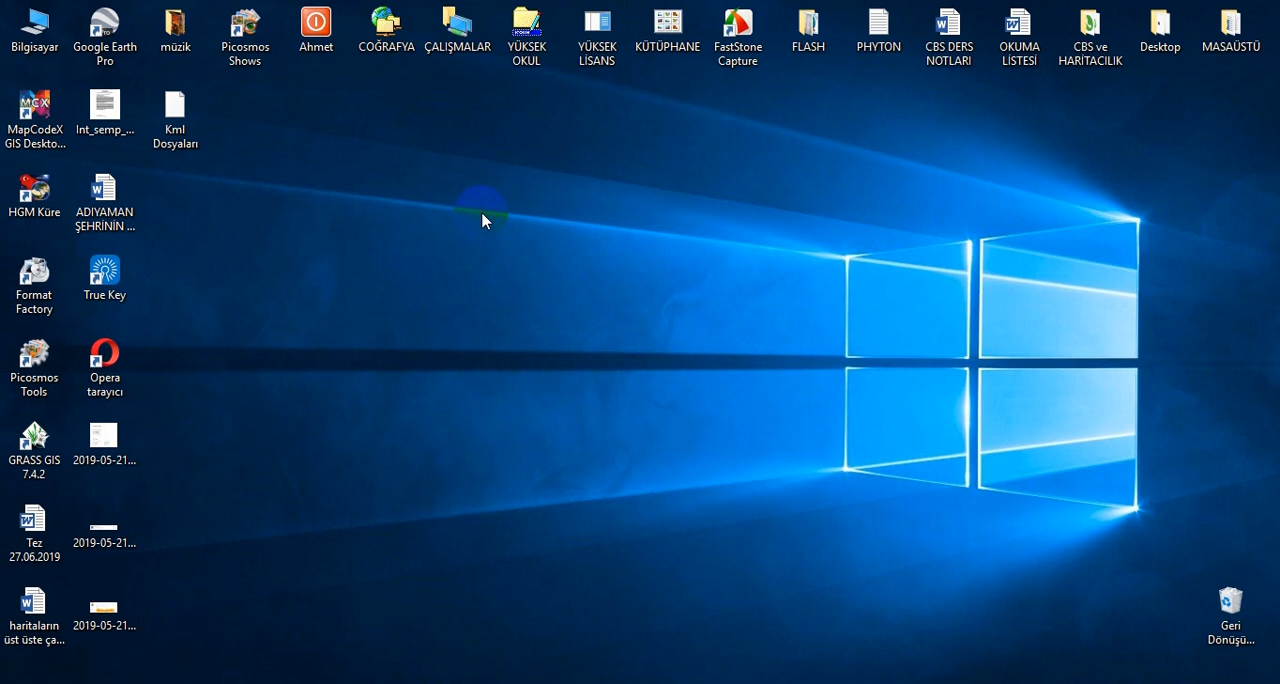 Bilgisayar
Google Earth
Pro
müzik
Picosmos
Shows
Ahmet
COĞRAFYA
ÇALIŞMALAR
YÜKSEK
OKUL
YÜKSEK
LİSANS
KÜTÜPHANE
FastStone
Capture
FLASH
PHYTON
CBS DERS
NOTLARI
OKUMA
LİSTESİ
CBS ve
HARİTACILIK
Desktop
MASAÜSTÜ
MCX
MapCodeX
GIS Deskto...
Int_semp_...
Kml
Dosyaları
HGM Küre
ADIYAMAN
ŞEHRİNİN ...
Format
Factory
True Key
Picosmos
Tools
Opera
tarayıcı
GRASS GIS
7.4.2
2019-05-21...
Tez
27.06.2019
2019-05-21...
haritaların
üst üste ça...
2019-05-21...
Geri
Dönüşü...